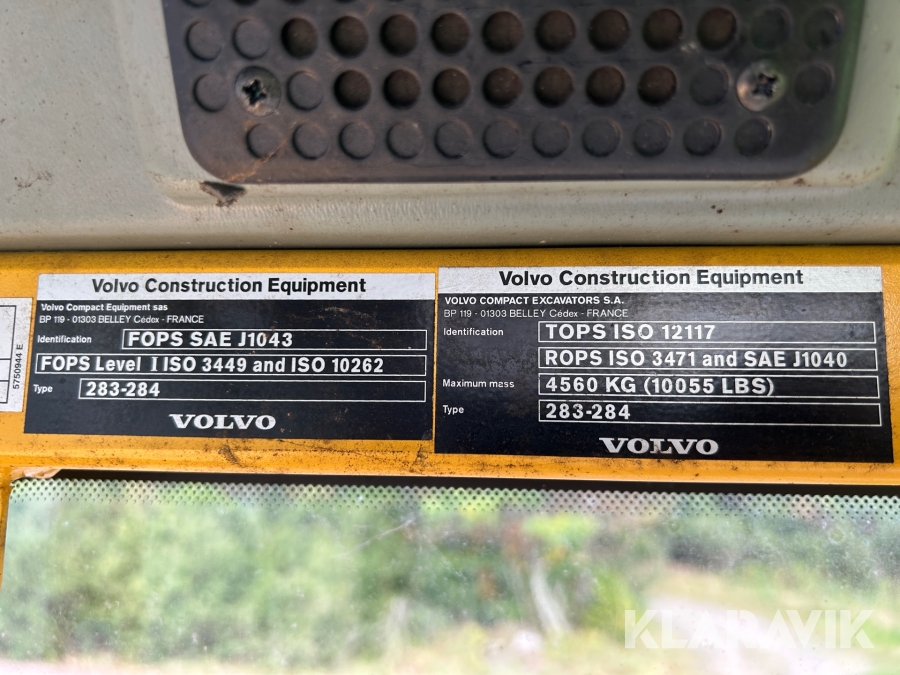 Volvo Construction Equipment
Volvo Compact Equipment sas
BP 119 - 01303 BELLEY Cédex - FRANCE
Identification FOPS SAE J1043
FOPS Level I ISO 3449 and ISO 10262
Type 283-284
VOLVO
5750944 E
Volvo Construction Equipment
VOLVO COMPACT EXCAVATORS S.A.
BP 119 - 01303 BELLEY Cédex - FRANCE
Identification TOPS ISO 12117
ROPS ISO 3471 and SAE J1040
Maximum mass 4560 KG (10055 LBS)
Type 283-284
VOLVO
KLARAVIK